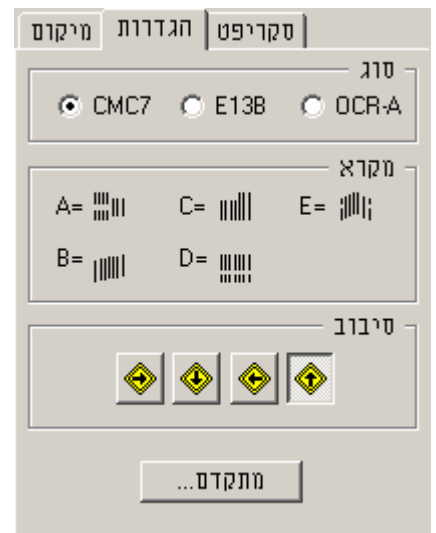 מיקום הגדרות סקריפט
סוג
CMC7 E13B OCR-A
מקרא
A= C= E=
B= D=
סיבוב
מתקדם...